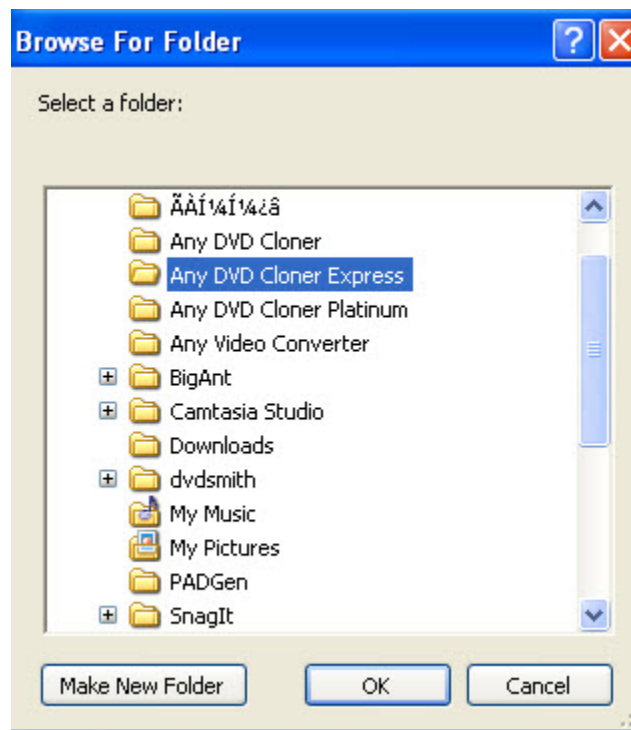 Browse For Folder
Select a folder:
ÃÀÍ¼Í¼¿â
Any DVD Cloner
Any DVD Cloner Express
Any DVD Cloner Platinum
Any Video Converter
BigAnt
Camtasia Studio
Downloads
dvdsmith
My Music
My Pictures
PADGen
SnagIt
Make New Folder OK Cancel